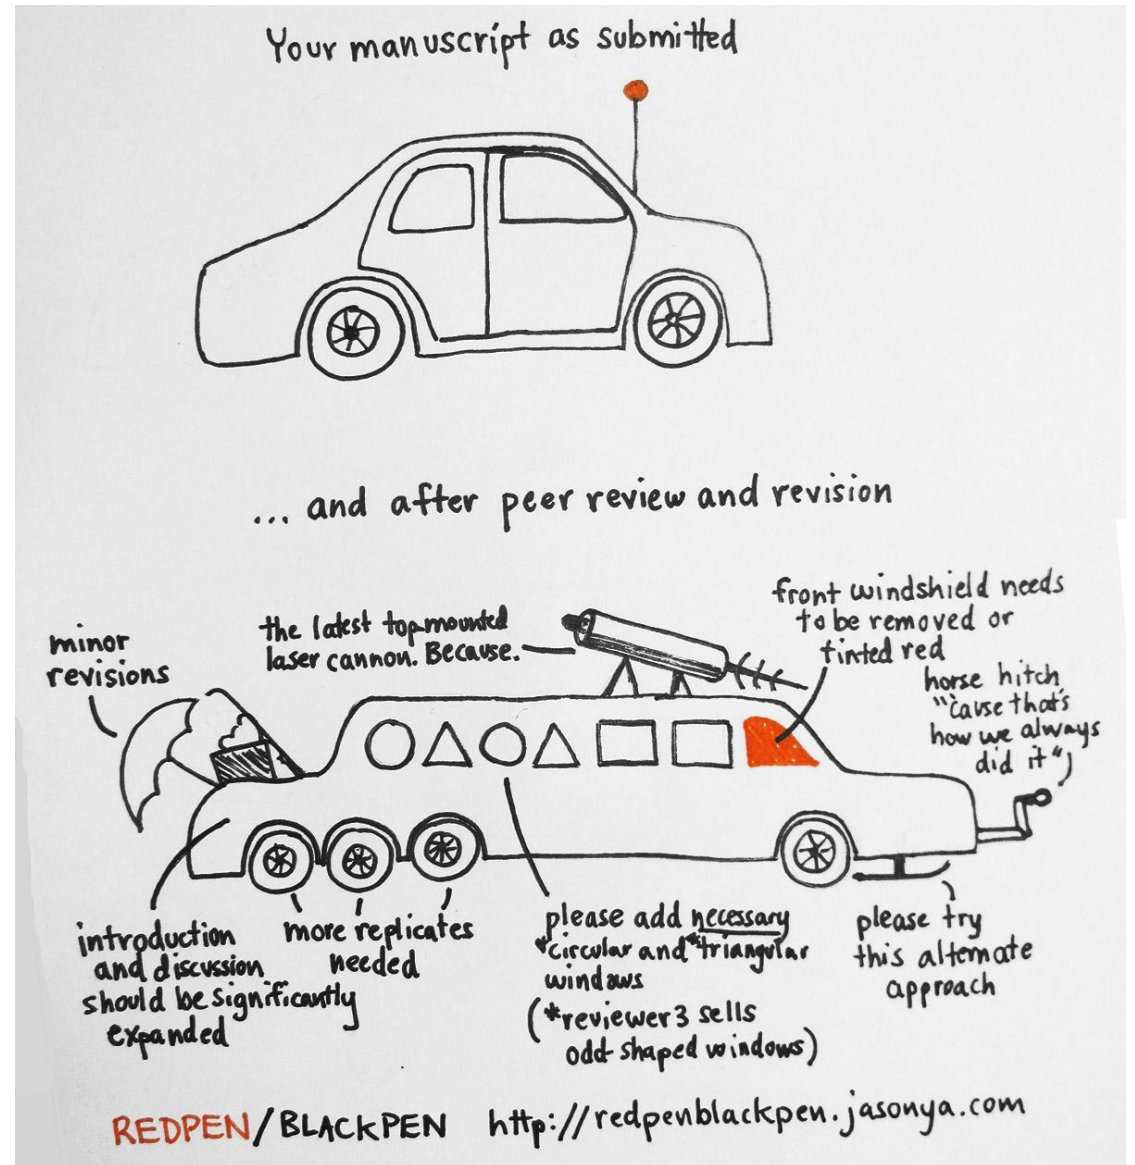 Your manuscript as submitted
... and after peer review and revision
minor
revisions
the latest top-mounted
laser cannon. Because.
front windshield needs
to be removed or
tinted red
horse hitch
"'cause that's
how we always
did it"
introduction
and discussion
should be significantly
expanded
more replicates
needed
please add necessary
*circular and *triangular
windows
(*reviewer 3 sells
odd-shaped windows)
please try
this alternate
approach
REDPEN/BLACKPEN http://redpenblackpen.jasonya.com